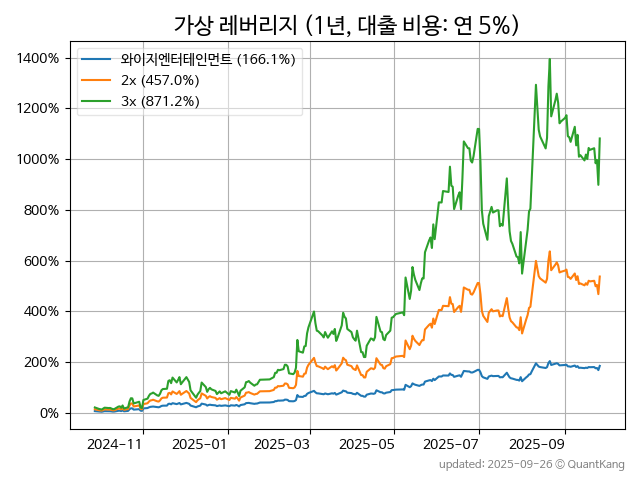 가상 레버리지 (1년, 대출 비용: 연 5%)
와이지엔터테인먼트 (166.1%)
2x (457.0%)
3x (871.2%)
1400%
1200%
1000%
800%
600%
400%
200%
0%
2024-11 2025-01 2025-03 2025-05 2025-07 2025-09
updated: 2025-09-26 © QuantKang